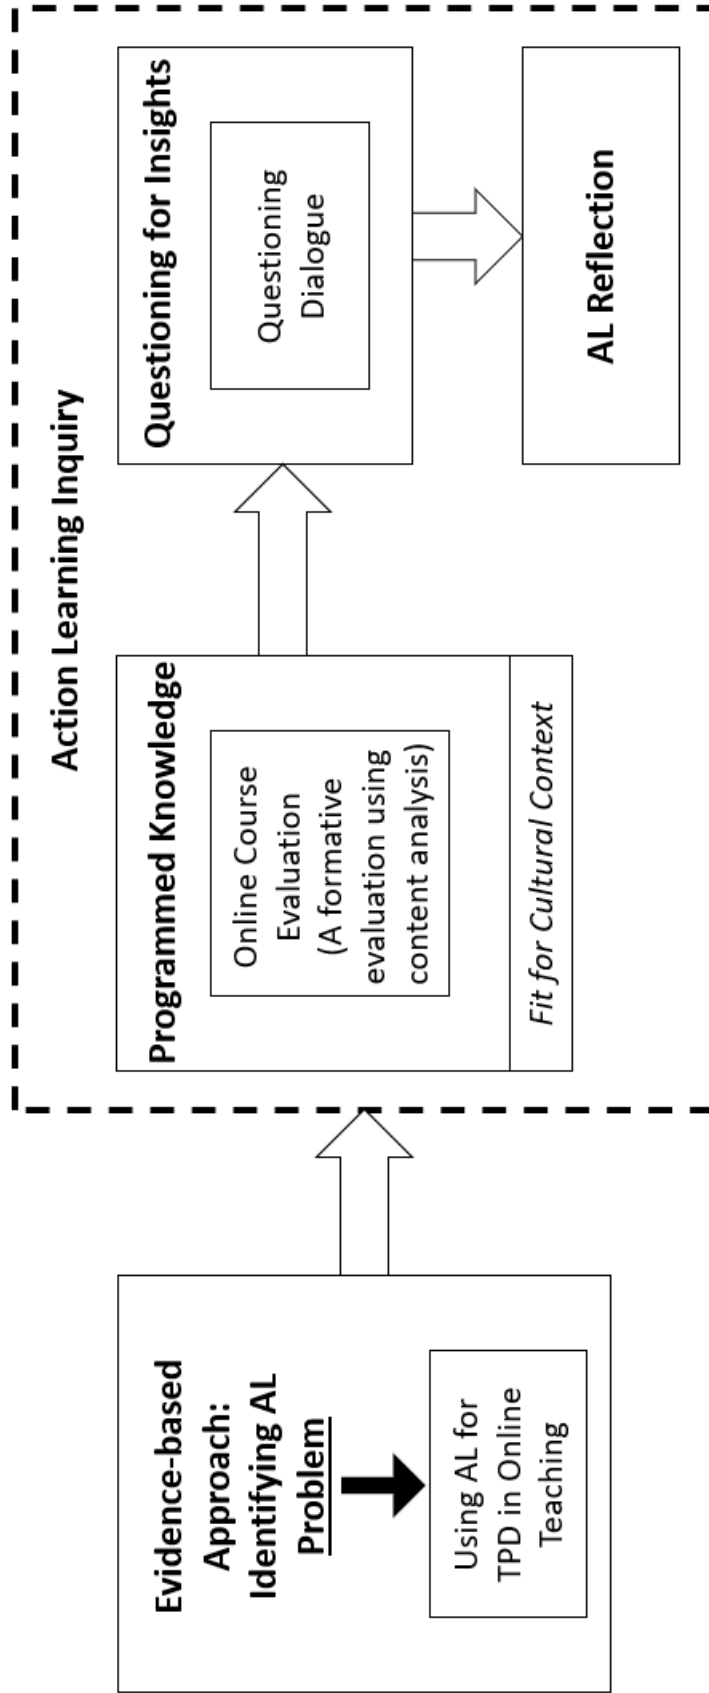 Evidence-based
Approach:
Identifying AL
Problem
Using AL for
TPD in Online
Teaching
Action Learning Inquiry
Programmed Knowledge
Online Course
Evaluation
(A formative
evaluation using
content analysis)
Fit for Cultural Context
Questioning for Insights
Questioning
Dialogue
AL Reflection